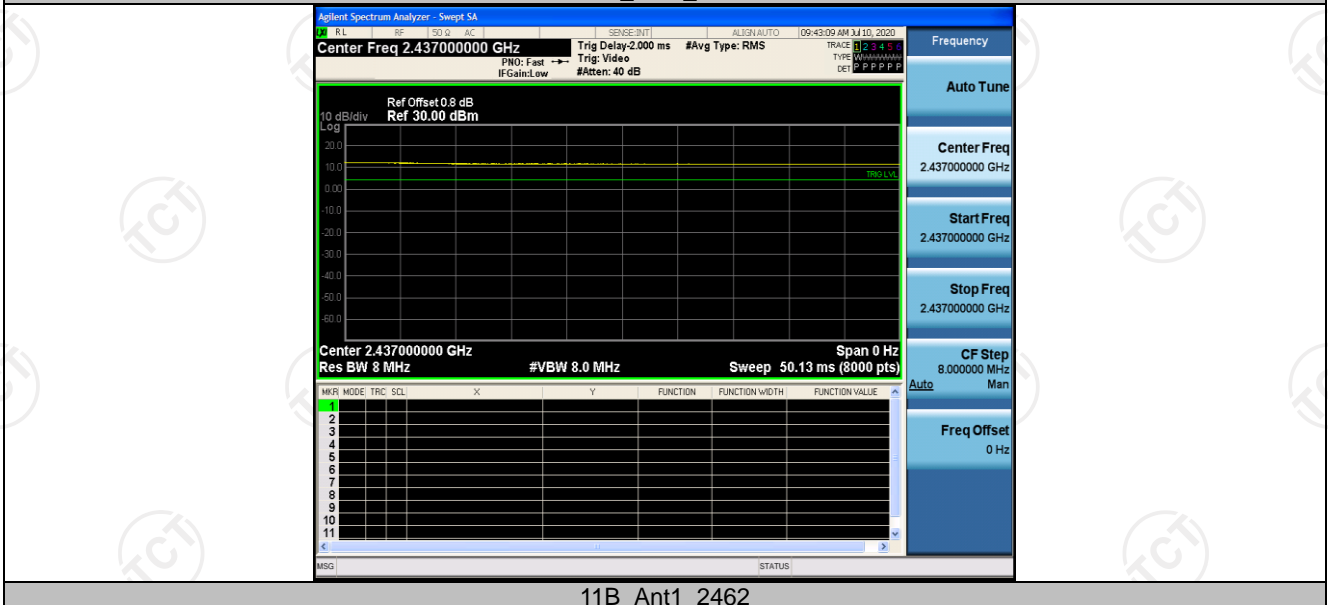 Agilent Spectrum Analyzer - Swept SA
RL RF 50 Ω AC SENSE:INT ALIGN AUTO 09:43:09 AM Jul 10, 2020
Center Freq 2.437000000 GHz
PNO: Fast
IFGain:Low
Trig Delay-2.000 ms
Trig: Video
#Atten: 40 dB
#Avg Type: RMS
TRACE 1 2 3 4 5 6
TYPE
DET P P P P P P
Ref Offset 0.8 dB
10 dB/div Ref 30.00 dBm
Log
20.0
10.0
0.00
-10.0
-20.0
-30.0
-40.0
-50.0
-60.0
TRIG LVL
Center 2.437000000 GHz Span 0 Hz
Res BW 8 MHz #VBW 8.0 MHz Sweep 50.13 ms (8000 pts)
MKR MODE TRC SCL X Y FUNCTION FUNCTION WIDTH FUNCTION VALUE
1
2
3
4
5
6
7
8
9
10
11
MSG STATUS
Frequency
Auto Tune
Center Freq
2.437000000 GHz
Start Freq
2.437000000 GHz
Stop Freq
2.437000000 GHz
CF Step
8.000000 MHz
Auto Man
Freq Offset
0 Hz
TCT
TCT
TCT
TCT
11B_Ant1_2462